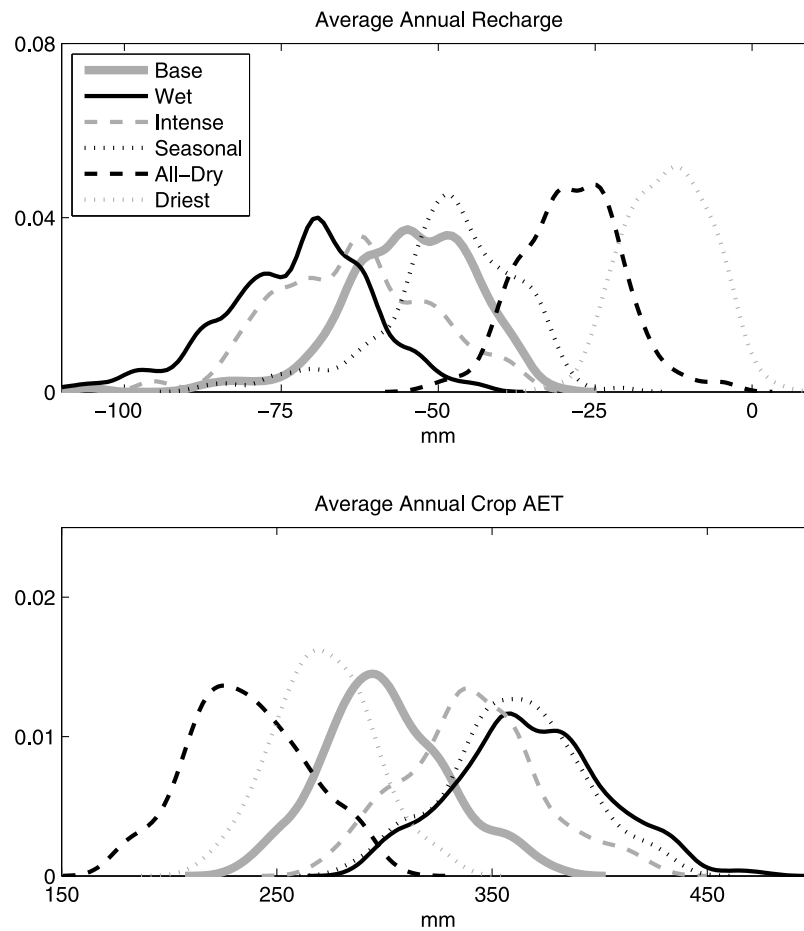 Average Annual Recharge
0.08
0.04
0
Base
Wet
Intense
Seasonal
All−Dry
Driest
−100 −75 −50 −25 0
mm
Average Annual Crop AET
0.02
0.01
0
150 250 350 450
mm